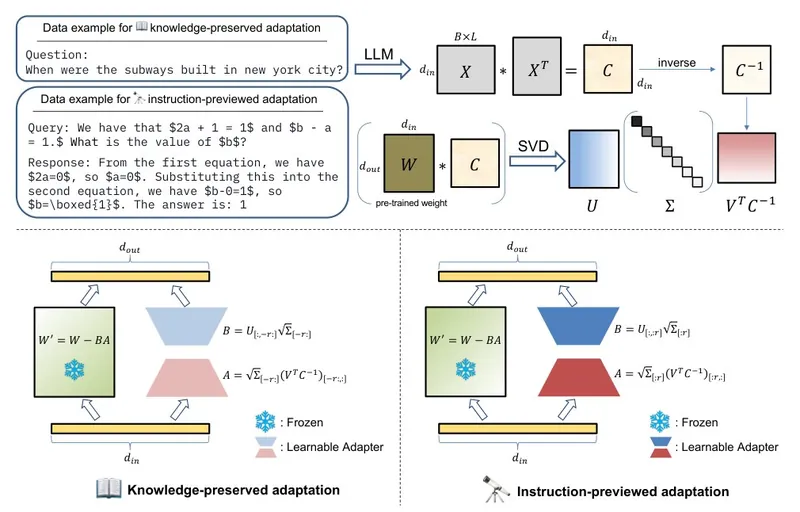 Data example for 📖 knowledge-preserved adaptation
Question:
When were the subways built in new york city?
Data example for 🔭 instruction-previewed adaptation
Query: We have that $2a + 1 = 1$ and $b - a
= 1.$ What is the value of $b$?
Response: From the first equation, we have
$2a=0$, so $a=0$. Substituting this into the
second equation, we have $b-0=1$, so
$b=\boxed{1}$. The answer is: 1
LLM
B×L
d_in
X
*
X^T
=
d_in
C
d_in
inverse
C^{-1}
d_in
d_out
W
*
C
pre-trained weight
SVD
U
Σ
V^T C^{-1}
d_out
W' = W − BA
B = U_{[:,−r:]}√Σ_{[−r:]}
A = √Σ_{[−r:]}(V^T C^{-1})_{[−r:,:]}
: Frozen
: Learnable Adapter
d_in
📖 Knowledge-preserved adaptation
d_out
W' = W − BA
B = U_{[:,:r]}√Σ_{[:r]}
A = √Σ_{[:r]}(V^T C^{-1})_{[:r,:]}
: Frozen
: Learnable Adapter
d_in
🔭 Instruction-previewed adaptation